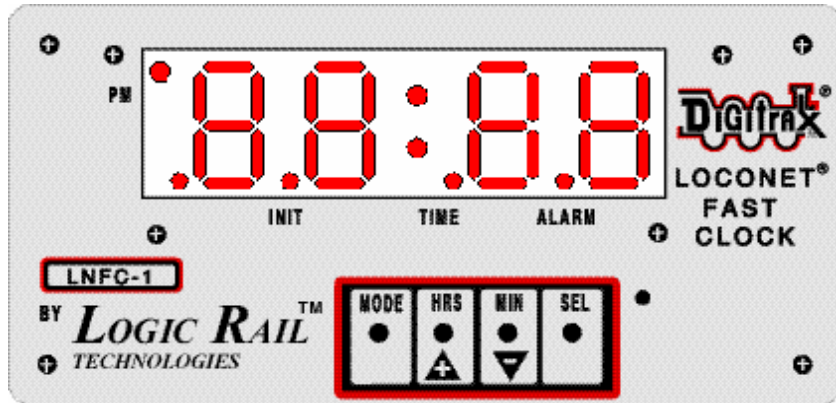 PM
88:88
DIGITRAX®
INIT TIME ALARM
LOCONET®
FAST
CLOCK
LNFC-1
BY LOGIC RAIL™
TECHNOLOGIES
MODE HRS MIN SEL
+ −